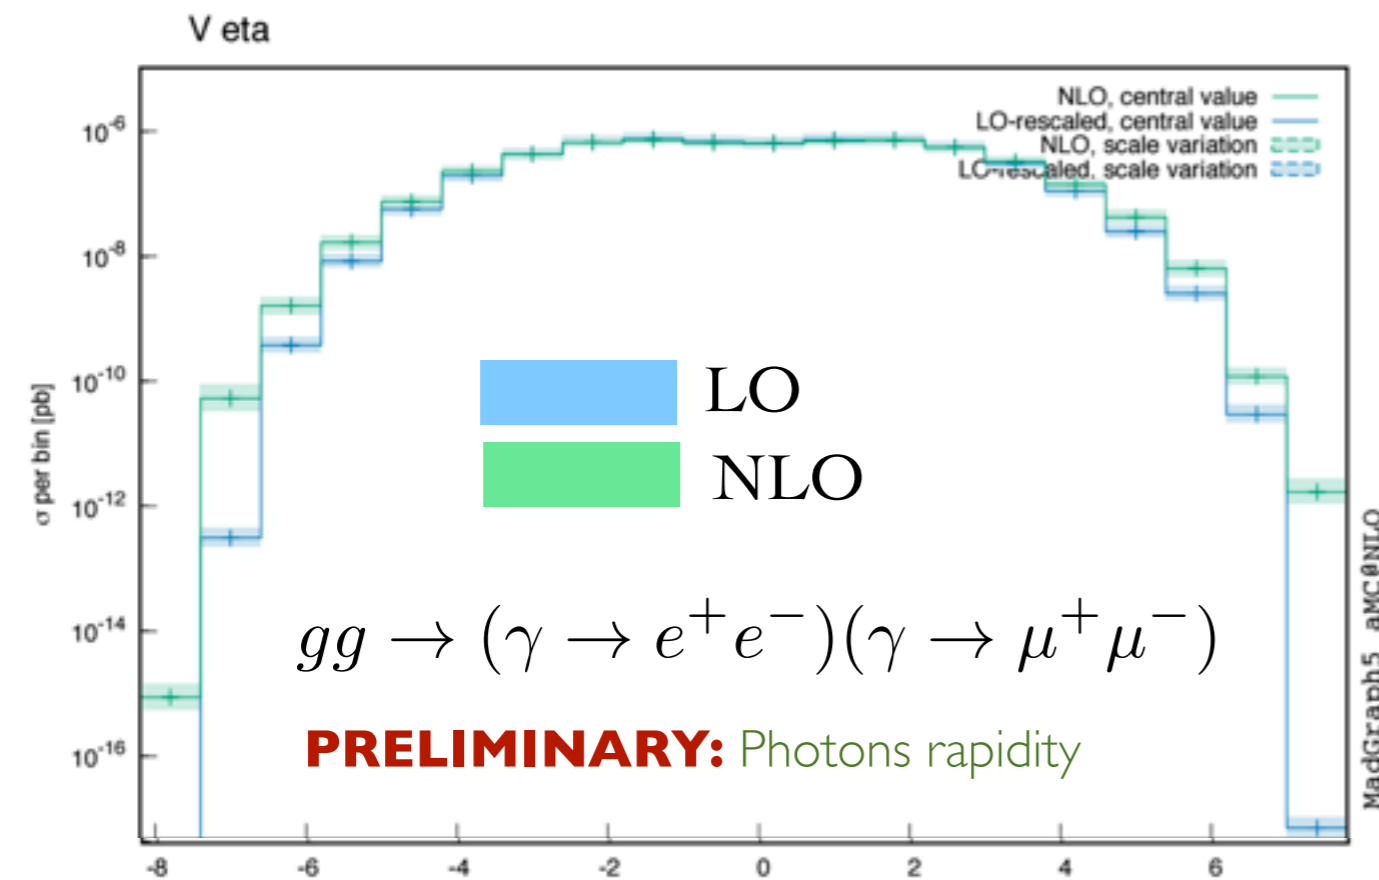 V eta
NLO, central value
LO-rescaled, central value
NLO, scale variation
LO-rescaled, scale variation
10⁻⁶
10⁻⁸
10⁻¹⁰
10⁻¹²
10⁻¹⁴
10⁻¹⁶
σ per bin [pb]
LO
NLO
gg → (γ → e⁺e⁻)(γ → μ⁺μ⁻)
PRELIMINARY: Photons rapidity
-8 -6 -4 -2 0 2 4 6
MadGraph5_aMC@NLO